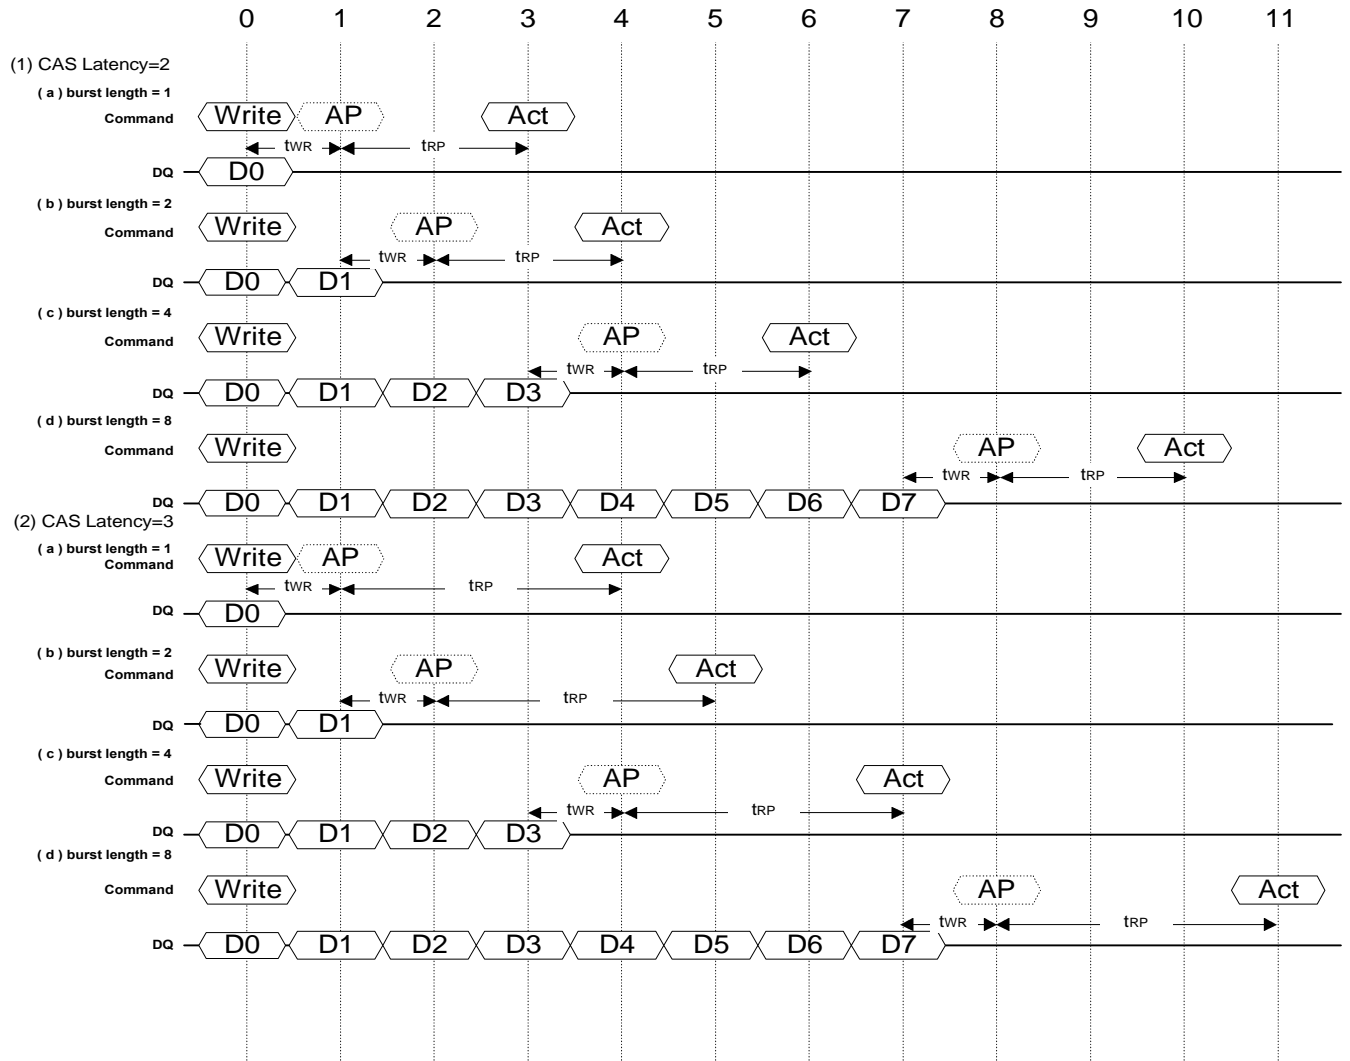 0 1 2 3 4 5 6 7 8 9 10 11
(1) CAS Latency=2
( a ) burst length = 1
Command Write AP Act
tWR tRP
DQ D0
( b ) burst length = 2
Command Write AP Act
tWR tRP
DQ D0 D1
( c ) burst length = 4
Command Write AP Act
tWR tRP
DQ D0 D1 D2 D3
( d ) burst length = 8
Command Write AP Act
tWR tRP
DQ D0 D1 D2 D3 D4 D5 D6 D7
(2) CAS Latency=3
( a ) burst length = 1
Command Write AP Act
tWR tRP
DQ D0
( b ) burst length = 2
Command Write AP Act
tWR tRP
DQ D0 D1
( c ) burst length = 4
Command Write AP Act
tWR tRP
DQ D0 D1 D2 D3
( d ) burst length = 8
Command Write AP Act
tWR tRP
DQ D0 D1 D2 D3 D4 D5 D6 D7